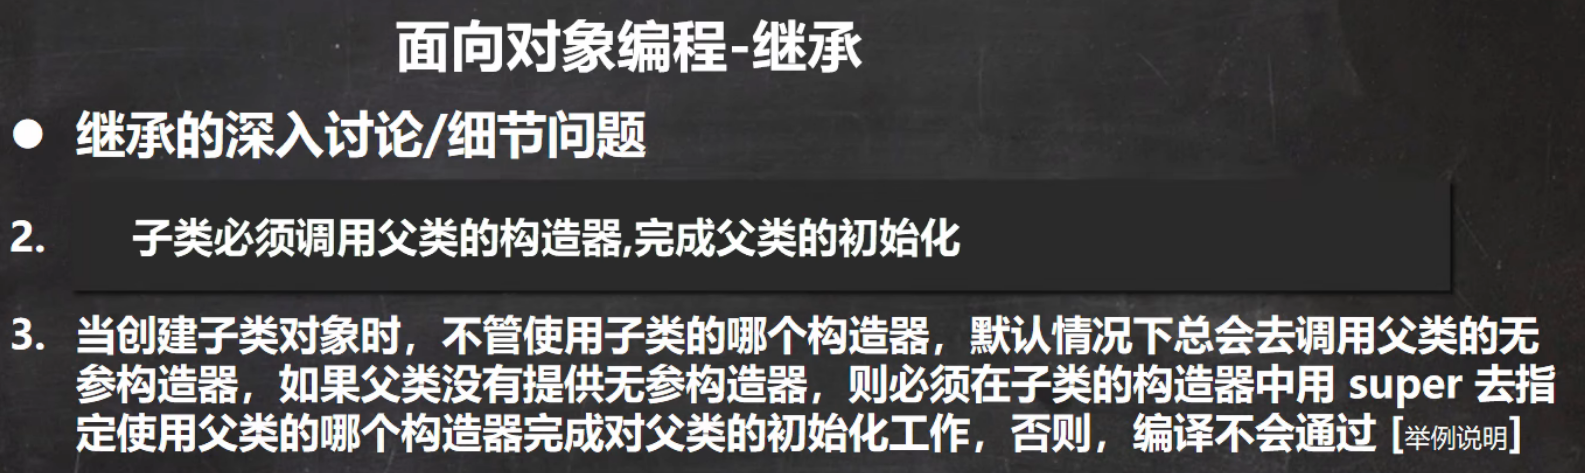 面向对象编程-继承
● 继承的深入讨论/细节问题
2. 子类必须调用父类的构造器,完成父类的初始化
3. 当创建子类对象时，不管使用子类的哪个构造器，默认情况下总会去调用父类的无
参构造器，如果父类没有提供无参构造器，则必须在子类的构造器中用 super 去指
定使用父类的哪个构造器完成对父类的初始化工作，否则，编译不会通过 [举例说明]